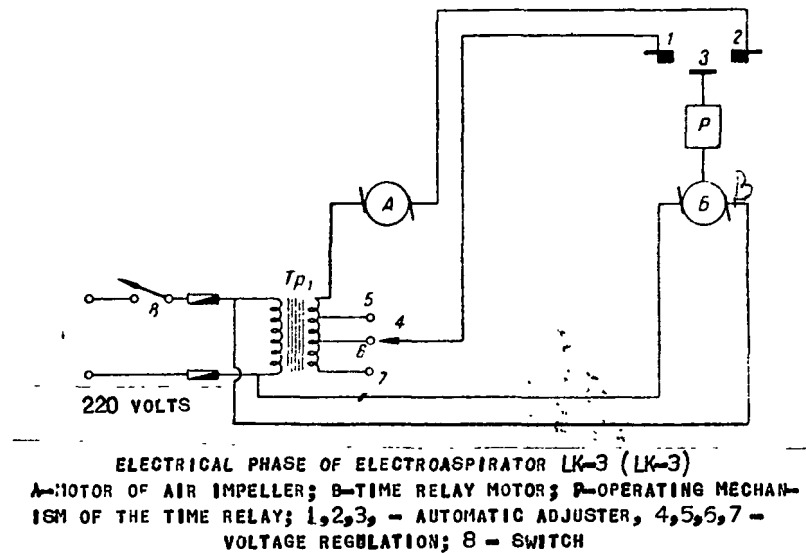 1
2
3
P
A
Б
B
Тр₁
8
5
4
6
7
220 VOLTS
ELECTRICAL PHASE OF ELECTROASPIRATOR LK-3 (LK-3)
A-MOTOR OF AIR IMPELLER; B-TIME RELAY MOTOR; P-OPERATING MECHAN-
ISM OF THE TIME RELAY; 1,2,3, - AUTOMATIC ADJUSTER, 4,5,6,7 -
VOLTAGE REGULATION; 8 - SWITCH